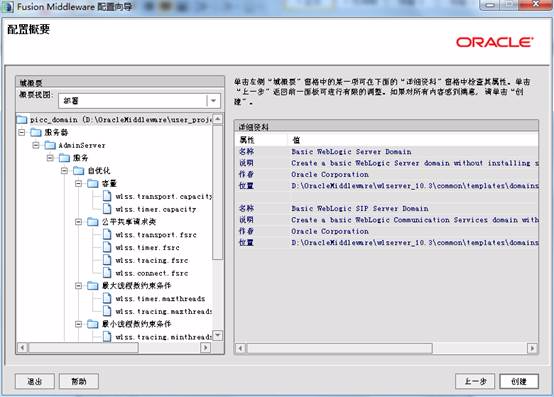 Fusion Middleware 配置向导
配置概要
ORACLE
域概要
概要视图: 部署
picc_domain (D:\OracleMiddleware\user_proje
服务器
AdminServer
服务
自优化
容量
wlss.transport.capacity
wlss.timer.capacity
公平共享请求类
wlss.transport.fsrc
wlss.timer.fsrc
wlss.tracing.fsrc
wlss.connect.fsrc
最大线程数约束条件
wlss.timer.maxthreads
wlss.tracing.maxthreads
最小线程数约束条件
wlss.tracing.minthreads
单击左侧“域概要”窗格中的某一项可在下面的“详细资料”窗格中检查其属性。单击
“上一步”返回前一面板可进行有限的调整。如果对所有内容感到满意，请单击“创
建”。
详细资料
属性 值
名称 Basic WebLogic Server Domain
说明 Create a basic WebLogic Server domain without installing s
作者 Oracle Corporation
位置 D:\OracleMiddleware\wlserver_10.3\common\templates\domains
名称 Basic WebLogic SIP Server Domain
说明 Create a basic WebLogic Communication Services domain with
作者 Oracle Corporation
位置 D:\OracleMiddleware\wlserver_10.3\common\templates\domains
退出 帮助 上一步 创建